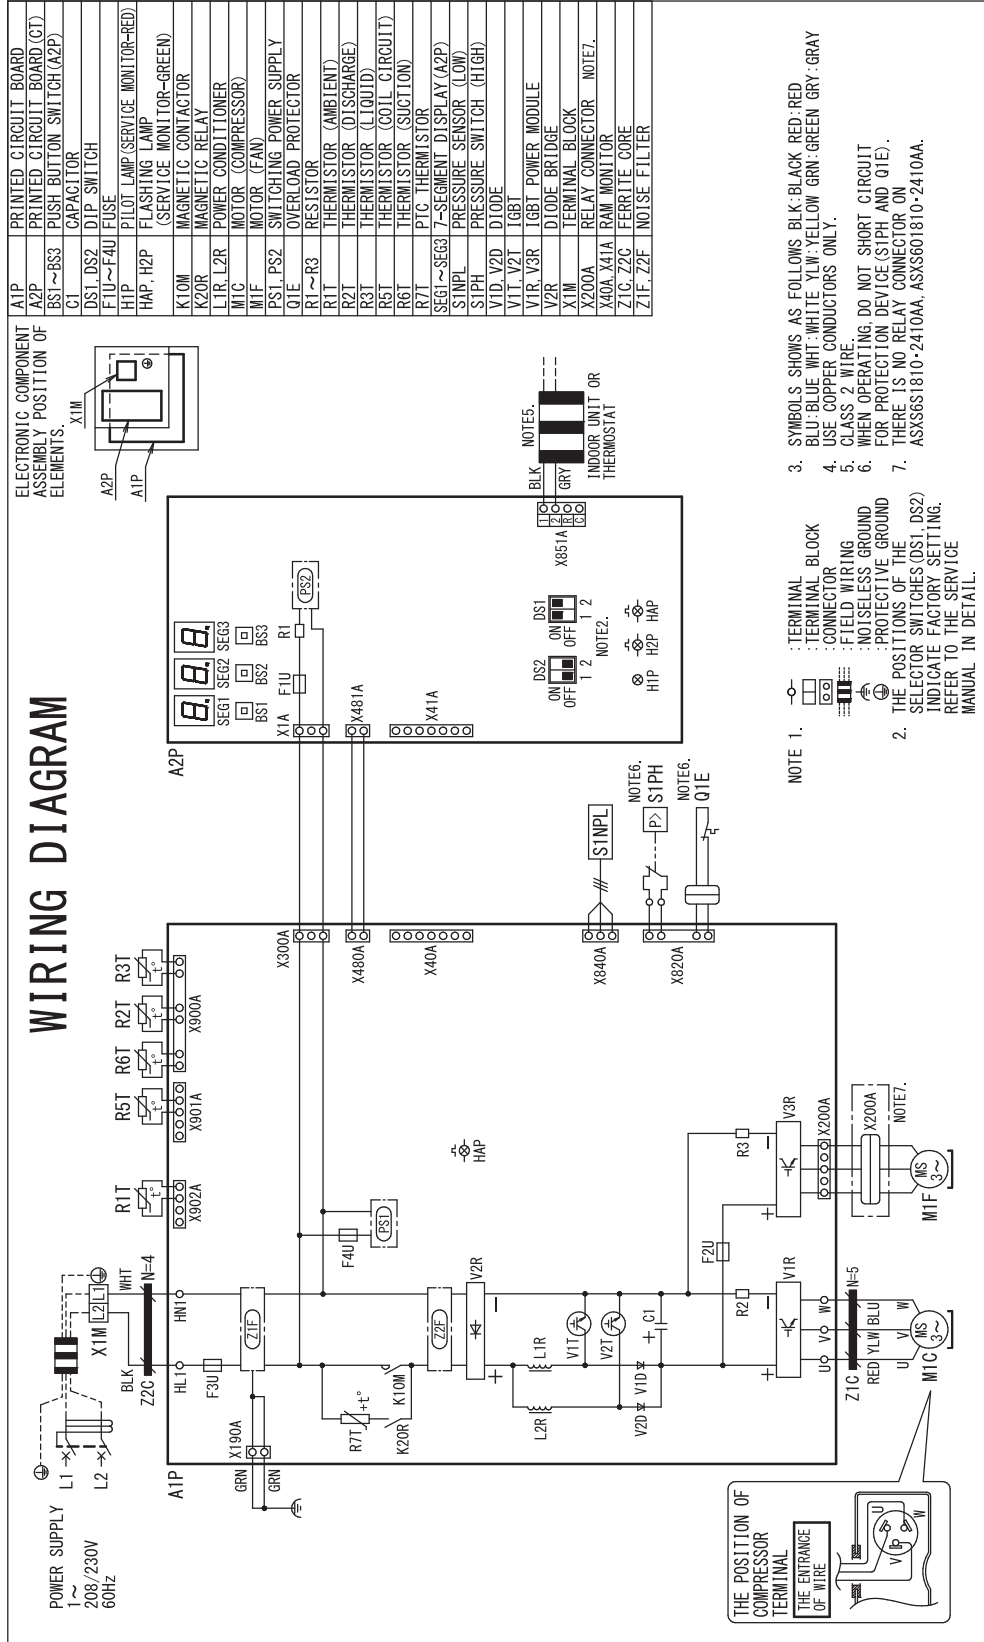 WIRING DIAGRAM
POWER SUPPLY
1~
208/230V
60Hz
L1
L2
X1M
L2 L1
BLK
WHT
Z2C
N=4
HL1
HN1
F3U
Z1F
X190A
GRN
GRN
A1P
R1T
t°
X902A
R5T
t°
X901A
R6T
t°
R2T
t°
R3T
t°
X900A
X300A
X480A
X40A
X840A
X820A
HAP
F4U
PS1
R7T
+t°
K10M
K20R
Z2F
V2R
L1R
L2R
V1T
V2T
V1D
V2D
C1
F2U
R2
R3
V1R
V3R
U V W
Z1C
N=5
RED YLW BLU
U V W
MS
3~
M1C
X200A
X200A
NOTE7.
MS
3~
M1F
S1NPL
NOTE6.
S1PH
P>
NOTE6.
Q1E
A2P
SEG1 SEG2 SEG3
BS1 BS2 BS3
X1A
F1U
R1
PS2
X481A
X41A
DS2
ON
OFF
1 2
DS1
ON
OFF
1 2
NOTE2.
H1P H2P HAP
X851A
1 2 R C
BLK
GRY
NOTE5.
INDOOR UNIT OR
THERMOSTAT
ELECTRONIC COMPONENT
ASSEMBLY POSITION OF
ELEMENTS.
X1M
A2P
A1P
THE POSITION OF
COMPRESSOR
TERMINAL
THE ENTRANCE
OF WIRE
U
V
W
A1P PRINTED CIRCUIT BOARD
A2P PRINTED CIRCUIT BOARD(CT)
BS1~BS3 PUSH BUTTON SWITCH(A2P)
C1 CAPACITOR
DS1, DS2 DIP SWITCH
F1U~F4U FUSE
H1P PILOT LAMP(SERVICE MONITOR-RED)
HAP, H2P FLASHING LAMP
(SERVICE MONITOR-GREEN)
K10M MAGNETIC CONTACTOR
K20R MAGNETIC RELAY
L1R, L2R POWER CONDITIONER
M1C MOTOR (COMPRESSOR)
M1F MOTOR (FAN)
PS1, PS2 SWITCHING POWER SUPPLY
Q1E OVERLOAD PROTECTOR
R1~R3 RESISTOR
R1T THERMISTOR (AMBIENT)
R2T THERMISTOR (DISCHARGE)
R3T THERMISTOR (LIQUID)
R5T THERMISTOR (COIL CIRCUIT)
R6T THERMISTOR (SUCTION)
R7T PTC THERMISTOR
SEG1~SEG3 7-SEGMENT DISPLAY(A2P)
S1NPL PRESSURE SENSOR (LOW)
S1PH PRESSURE SWITCH (HIGH)
V1D, V2D DIODE
V1T, V2T IGBT
V1R, V3R IGBT POWER MODULE
V2R DIODE BRIDGE
X1M TERMINAL BLOCK
X200A RELAY CONNECTOR NOTE7.
X40A, X41A RAM MONITOR
Z1C, Z2C FERRITE CORE
Z1F, Z2F NOISE FILTER
NOTE 1. :TERMINAL
:TERMINAL BLOCK
:CONNECTOR
:FIELD WIRING
:NOISELESS GROUND
:PROTECTIVE GROUND
2. THE POSITIONS OF THE
SELECTOR SWITCHES(DS1, DS2)
INDICATE FACTORY SETTING.
REFER TO THE SERVICE
MANUAL IN DETAIL.
3. SYMBOLS SHOWS AS FOLLOWS BLK:BLACK RED:RED
BLU:BLUE WHT:WHITE YLW:YELLOW GRN:GREEN GRY:GRAY
4. USE COPPER CONDUCTORS ONLY.
5. CLASS 2 WIRE.
6. WHEN OPERATING, DO NOT SHORT CIRCUIT
FOR PROTECTION DEVICE(S1PH AND Q1E).
7. THERE IS NO RELAY CONNECTOR ON
ASXS6S1810・2410AA, ASXS601810・2410AA.